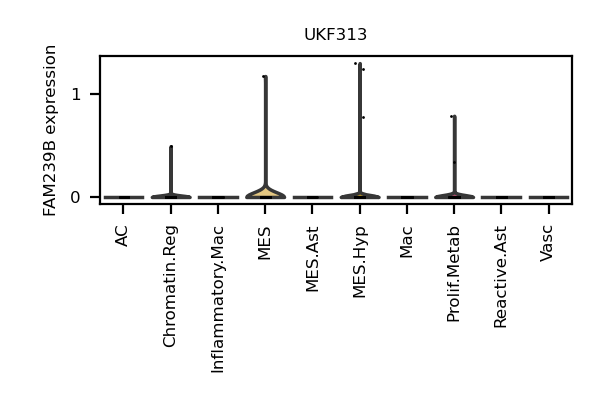 UKF313
FAM239B expression
1
0
AC
Chromatin.Reg
Inflammatory.Mac
MES
MES.Ast
MES.Hyp
Mac
Prolif.Metab
Reactive.Ast
Vasc